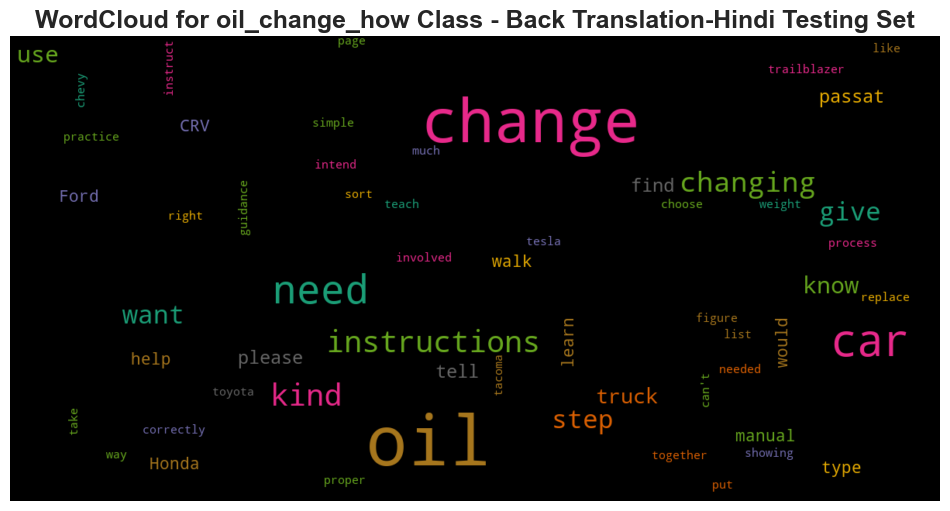 WordCloud for oil_change_how Class - Back Translation-Hindi Testing Set
page
like
use
instruct
trailblazer
chevy
passat
change
CRV
simple
practice
much
intend
find
changing
Ford
sort
guidance
teach
choose
weight
give
right
tesla
process
involved
walk
need
know
replace
want
instructions
learn
figure
would
list
car
help
please
tell
tacoma
needed
can't
toyota
kind
truck
step
take
oil
correctly
manual
way
showing
together
Honda
type
proper
put